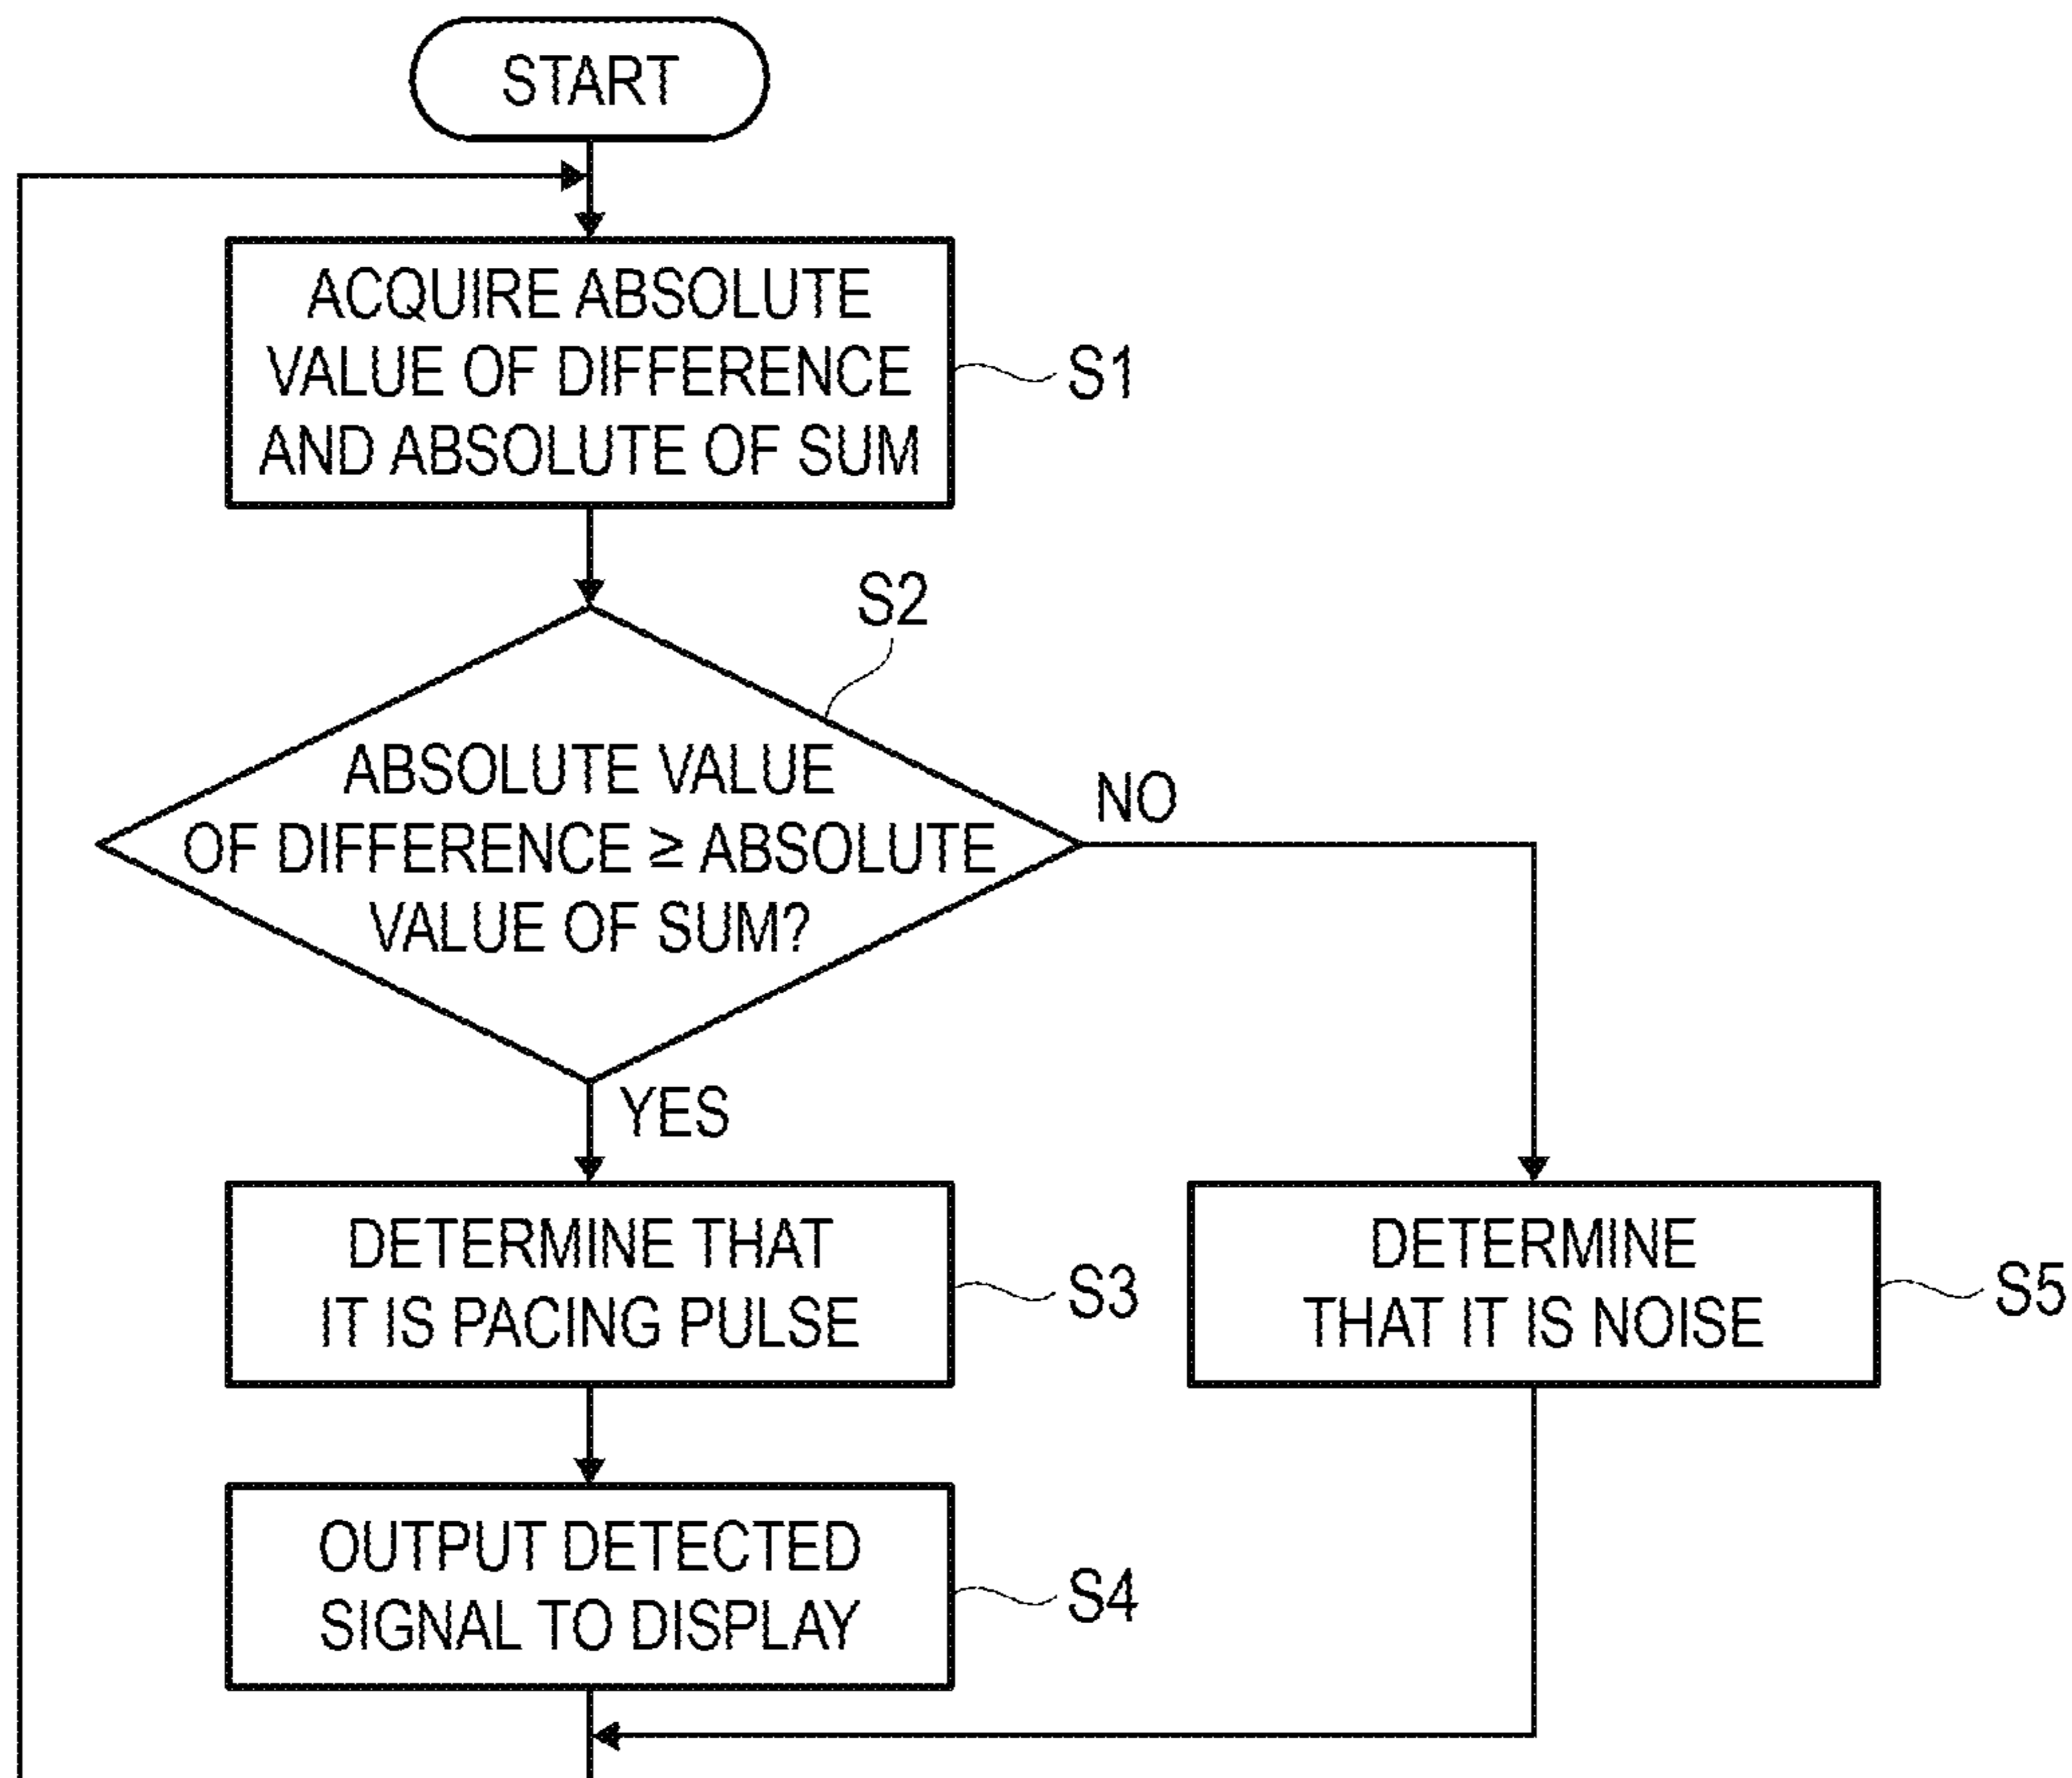 START
ACQUIRE ABSOLUTE
VALUE OF DIFFERENCE
AND ABSOLUTE OF SUM
S1
S2
ABSOLUTE VALUE
OF DIFFERENCE ≥ ABSOLUTE
VALUE OF SUM?
NO
YES
DETERMINE THAT
IT IS PACING PULSE
S3
DETERMINE
THAT IT IS NOISE
S5
OUTPUT DETECTED
SIGNAL TO DISPLAY
S4